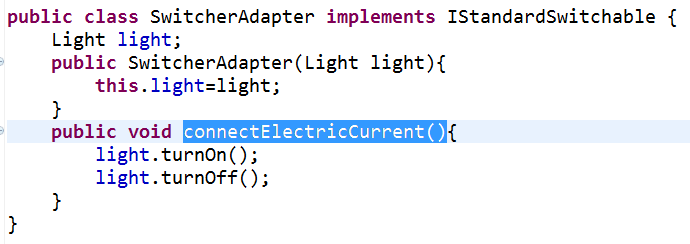 public class SwitcherAdapter implements IStandardSwitchable {
    Light light;
    public SwitcherAdapter(Light light){
        this.light=light;
    }
    public void connectElectricCurrent(){
        light.turnOn();
        light.turnOff();
    }
}